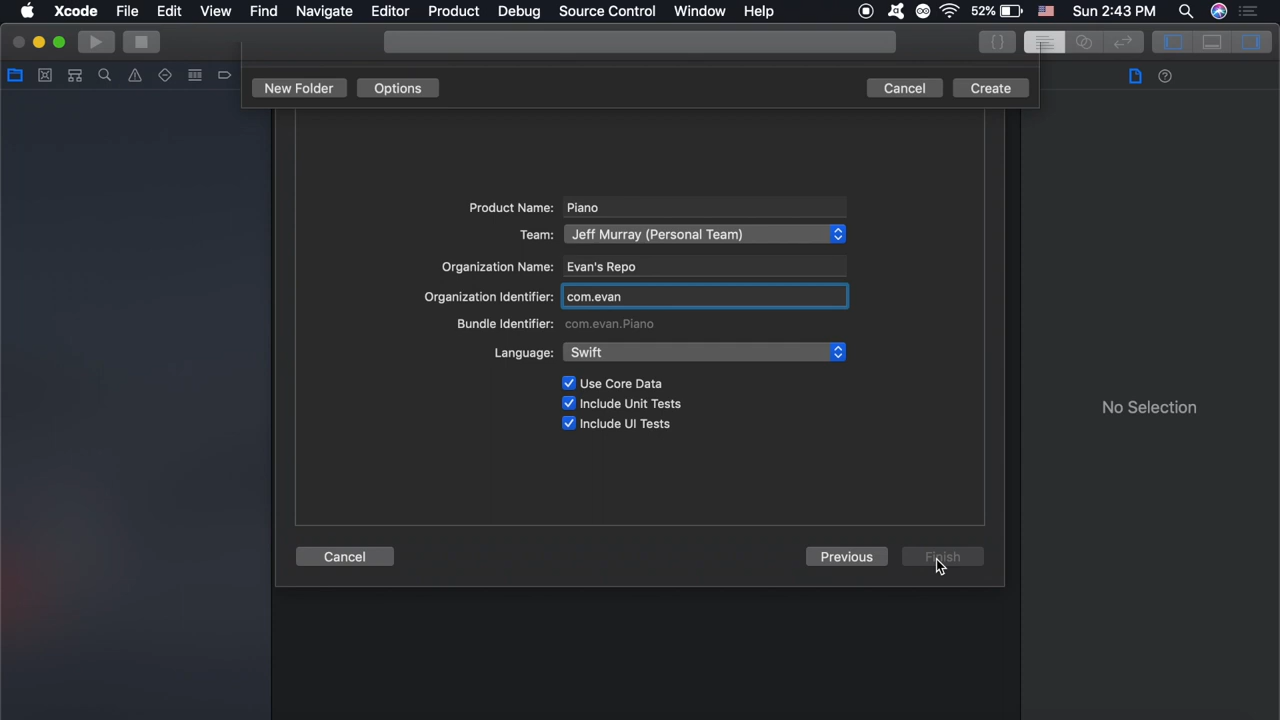 Xcode File Edit View Find Navigate Editor Product Debug Source Control Window Help 52% Sun 2:43 PM
New Folder Options Cancel Create
Product Name: Piano
Team: Jeff Murray (Personal Team)
Organization Name: Evan's Repo
Organization Identifier: com.evan
Bundle Identifier: com.evan.Piano
Language: Swift
Use Core Data
Include Unit Tests
Include UI Tests
No Selection
Cancel Previous Finish